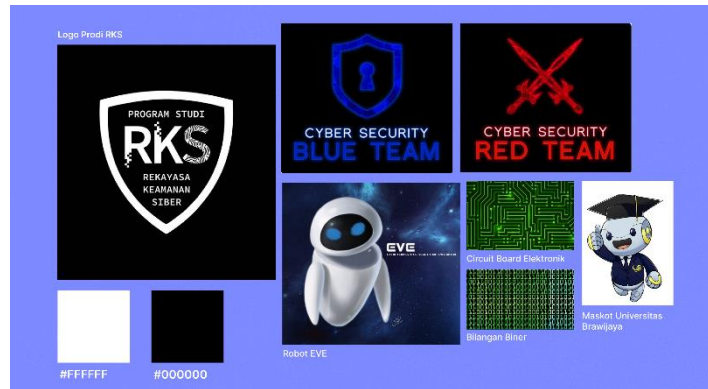 Logo Prodi RKS
PROGRAM STUDI
RKS
REKAYASA
KEAMANAN
SIBER
CYBER SECURITY
BLUE TEAM
CYBER SECURITY
RED TEAM
EVE
Robot EVE
Circuit Board Elektronik
Bilangan Biner
Maskot Universitas
Brawijaya
#FFFFFF
#000000